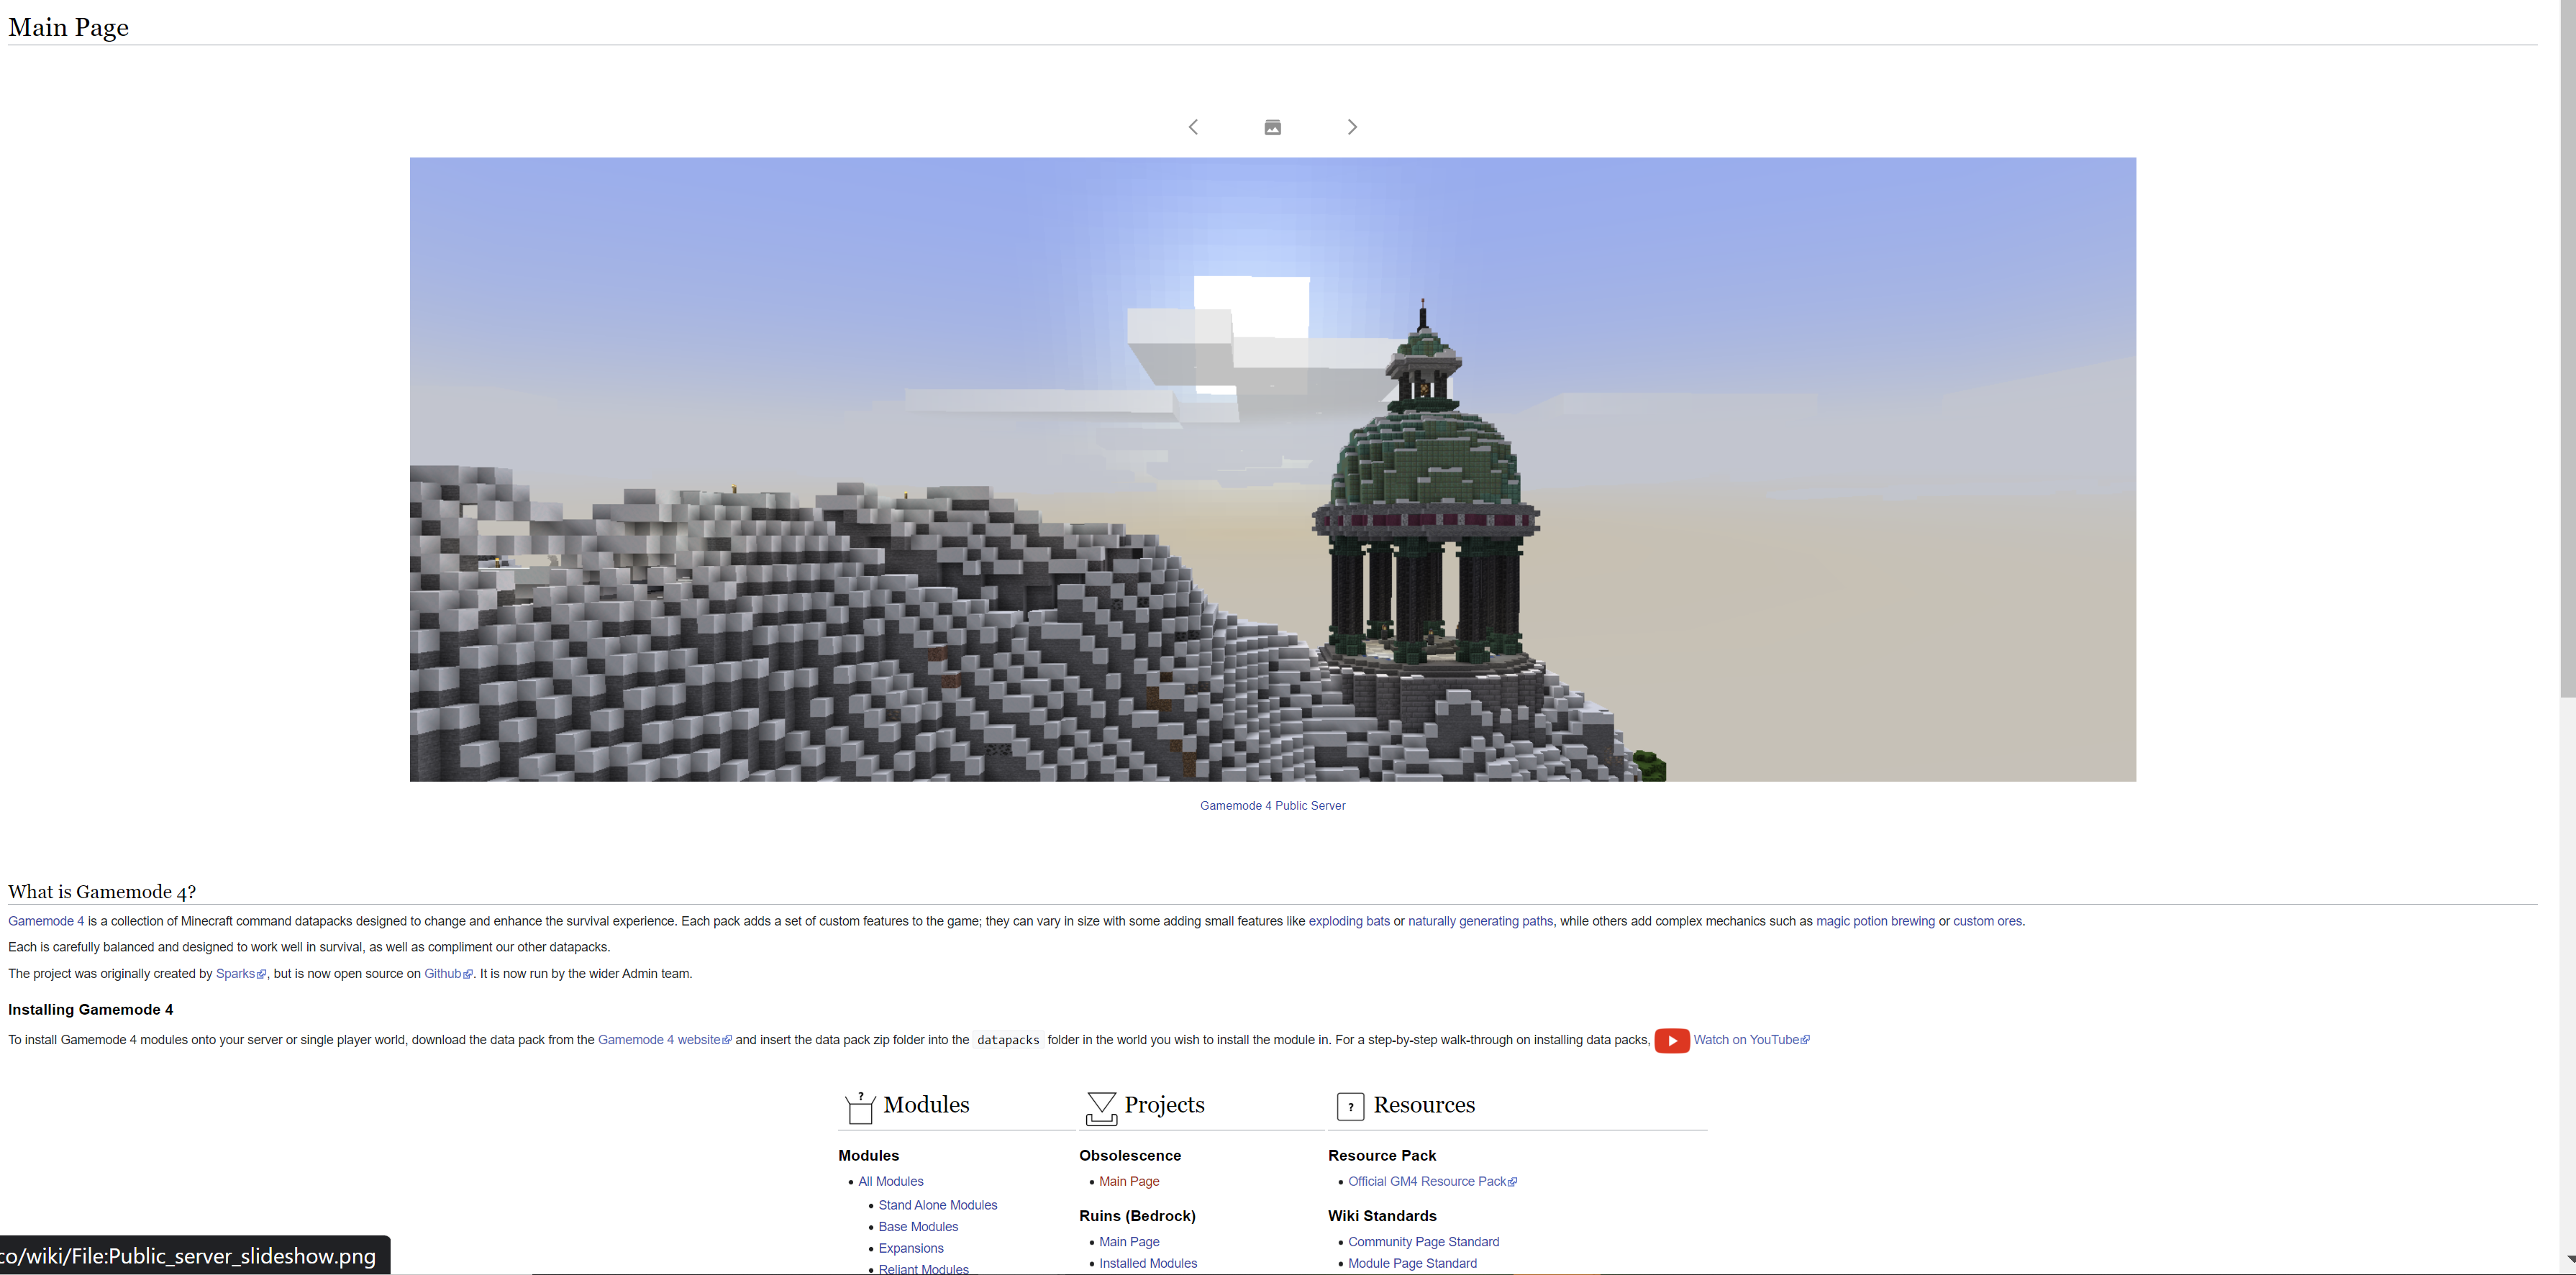 Main Page
Gamemode 4 Public Server
What is Gamemode 4?
Gamemode 4 is a collection of Minecraft command datapacks designed to change and enhance the survival experience. Each pack adds a set of custom features to the game; they can vary in size with some adding small features like exploding bats or naturally generating paths, while others add complex mechanics such as magic potion brewing or custom ores.
Each is carefully balanced and designed to work well in survival, as well as compliment our other datapacks.
The project was originally created by Sparks, but is now open source on Github. It is now run by the wider Admin team.
Installing Gamemode 4
To install Gamemode 4 modules onto your server or single player world, download the data pack from the Gamemode 4 website and insert the data pack zip folder into the datapacks folder in the world you wish to install the module in. For a step-by-step walk-through on installing data packs, Watch on YouTube
? Modules
Modules
All Modules
Stand Alone Modules
Base Modules
Expansions
Reliant Modules
Projects
Obsolescence
Main Page
Ruins (Bedrock)
Main Page
Installed Modules
? Resources
Resource Pack
Official GM4 Resource Pack
Wiki Standards
Community Page Standard
Module Page Standard
co/wiki/File:Public_server_slideshow.png